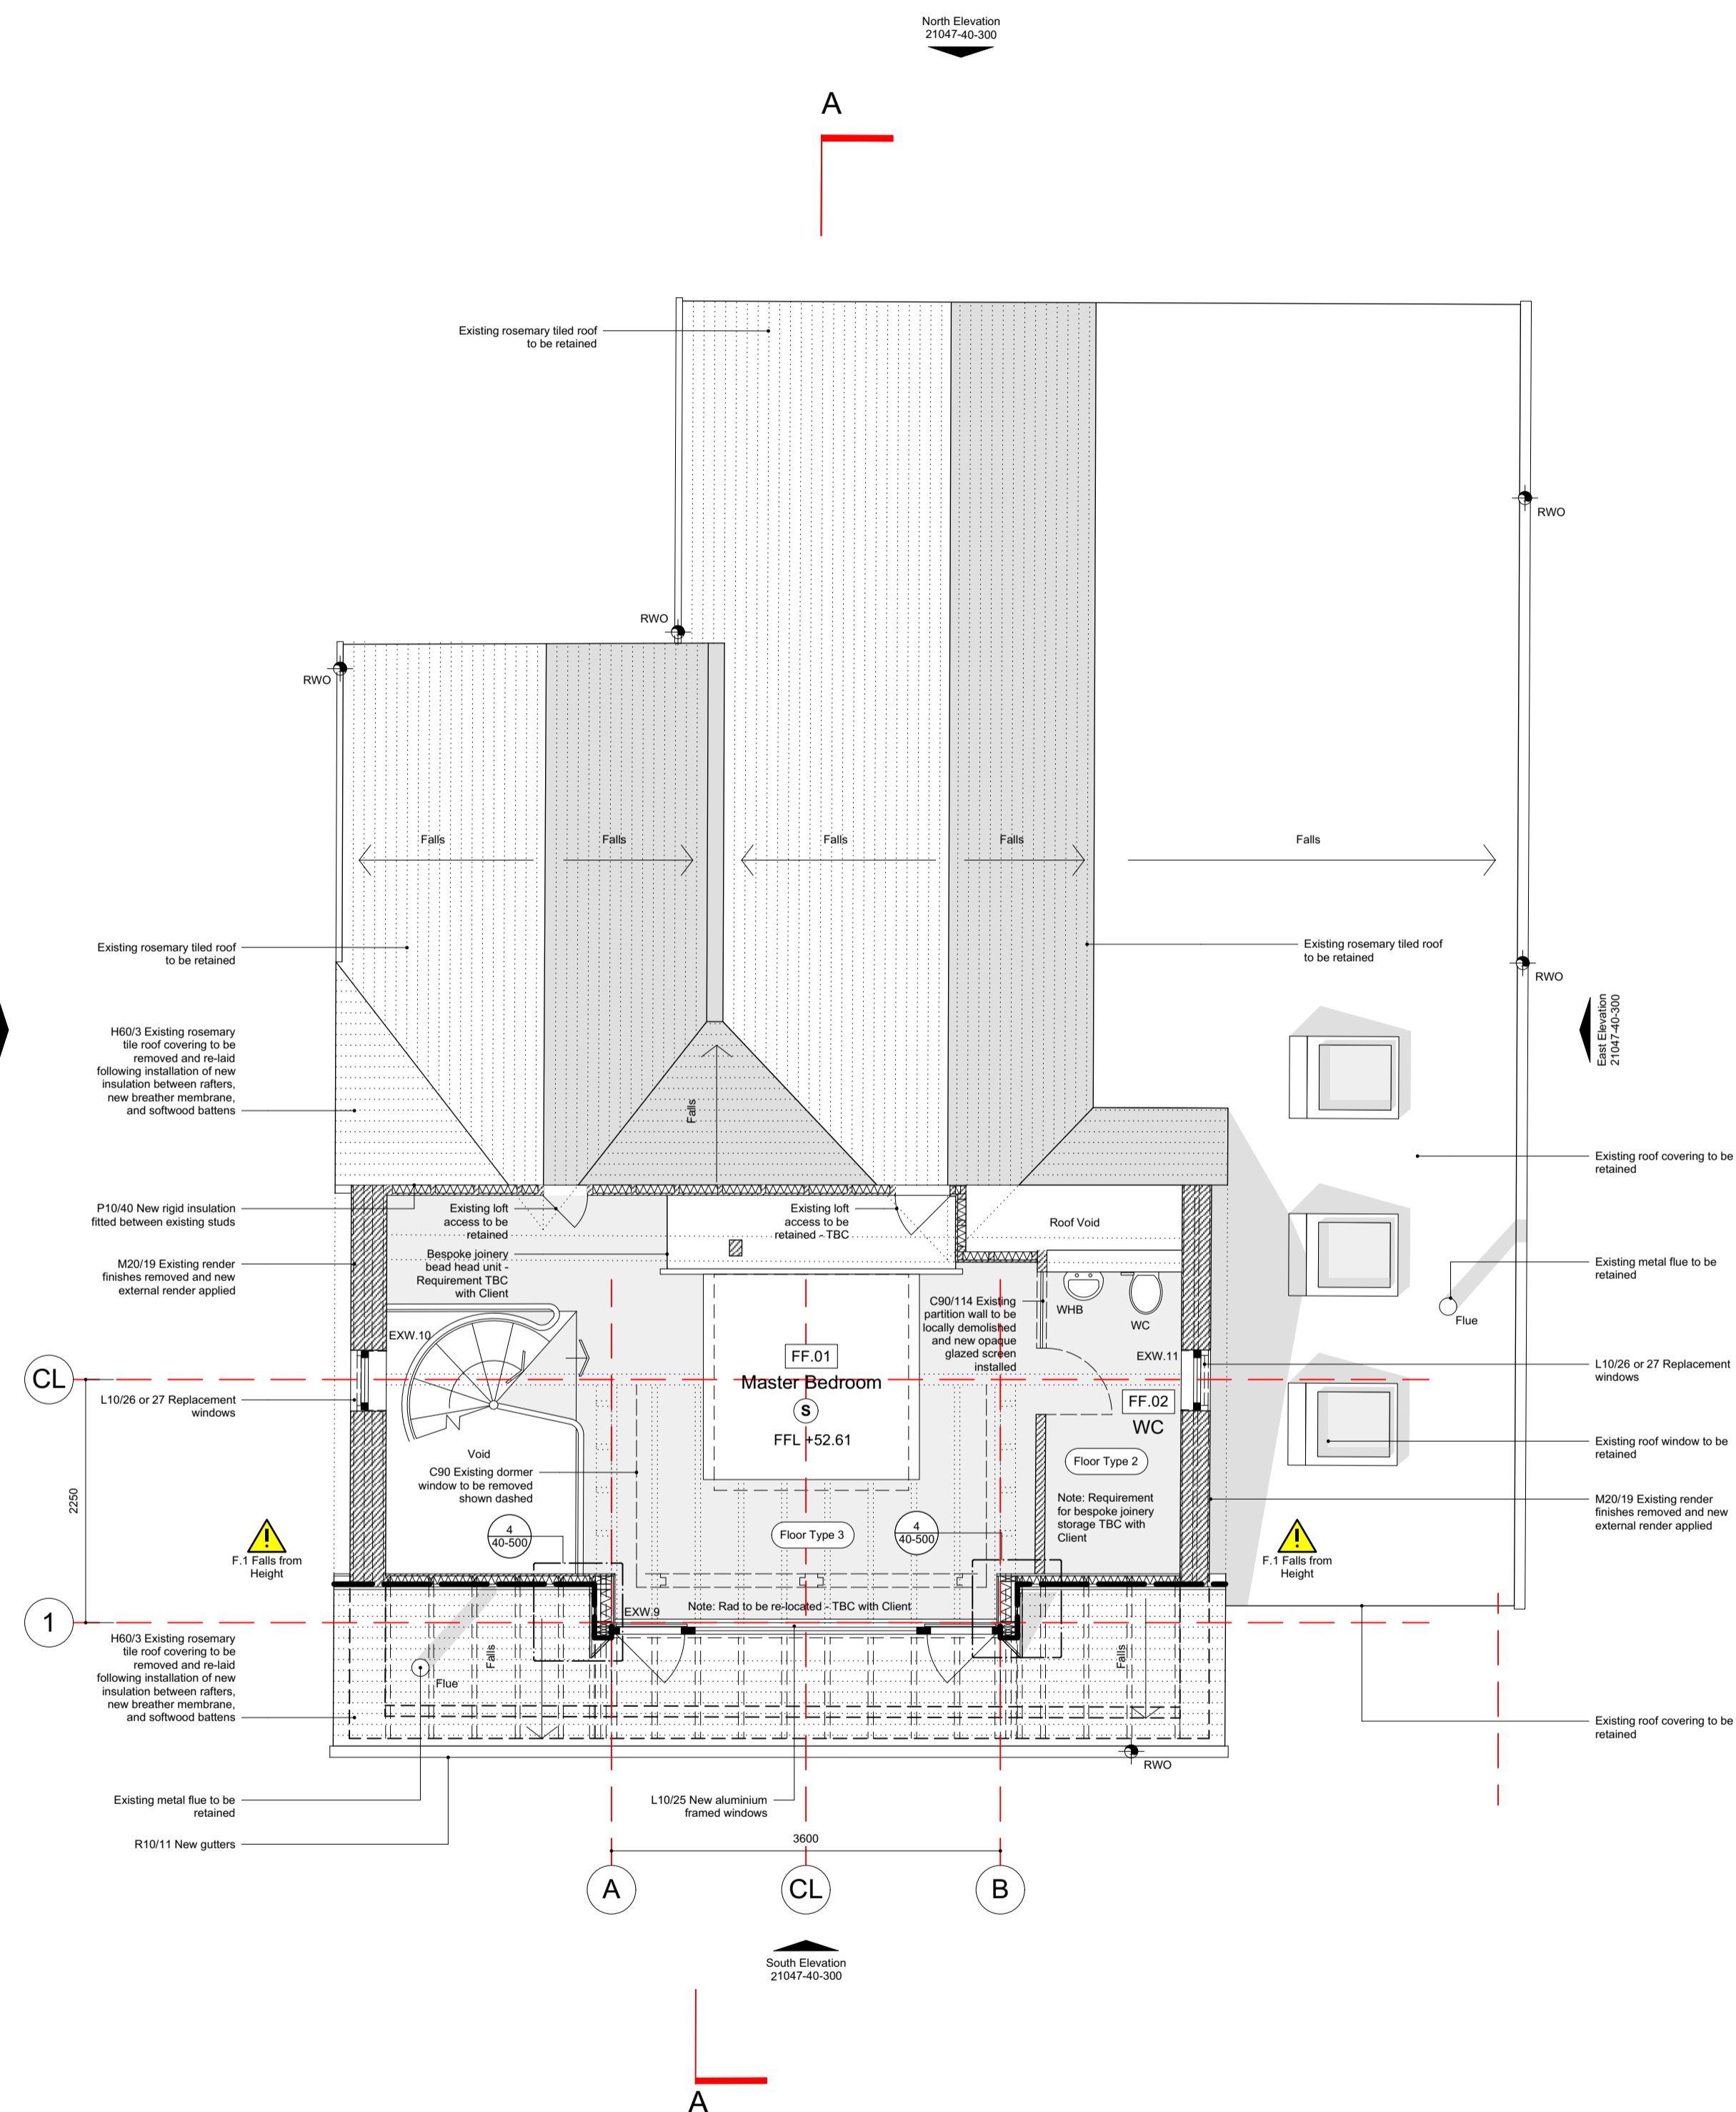 North Elevation
21047-40-300
A
Existing rosemary tiled roof
to be retained
RWO
RWO
RWO
Falls
Falls
Falls
Falls
Falls
Existing rosemary tiled roof
to be retained
Existing rosemary tiled roof
to be retained
RWO
H60/3 Existing rosemary
tile roof covering to be
removed and re-laid
following installation of new
insulation between rafters,
new breather membrane,
and softwood battens
East Elevation
21047-40-300
Falls
Existing roof covering to be
retained
P10/40 New rigid insulation
fitted between existing studs
Existing loft
access to be
retained
Existing loft
access to be
retained - TBC
Roof Void
M20/19 Existing render
finishes removed and new
external render applied
Bespoke joinery
bead head unit -
Requirement TBC
with Client
Existing metal flue to be
retained
Flue
C90/114 Existing
partition wall to be
locally demolished
and new opaque
glazed screen
installed
WHB
WC
EXW.10
EXW.11
FF.01
Master Bedroom
S
FFL +52.61
CL
L10/26 or 27 Replacement
windows
L10/26 or 27 Replacement
windows
FF.02
WC
Void
C90 Existing dormer
window to be removed
shown dashed
Floor Type 2
Existing roof window to be
retained
2250
Note: Requirement
for bespoke joinery
storage TBC with
Client
M20/19 Existing render
finishes removed and new
external render applied
4
40-500
Floor Type 3
4
40-500
F.1 Falls from
Height
F.1 Falls from
Height
1
EXW.9
Note: Rad to be re-located - TBC with Client
H60/3 Existing rosemary
tile roof covering to be
removed and re-laid
following installation of new
insulation between rafters,
new breather membrane,
and softwood battens
Falls
Falls
Flue
Existing roof covering to be
retained
RWO
Existing metal flue to be
retained
L10/25 New aluminium
framed windows
R10/11 New gutters
3600
A
CL
B
South Elevation
21047-40-300
A